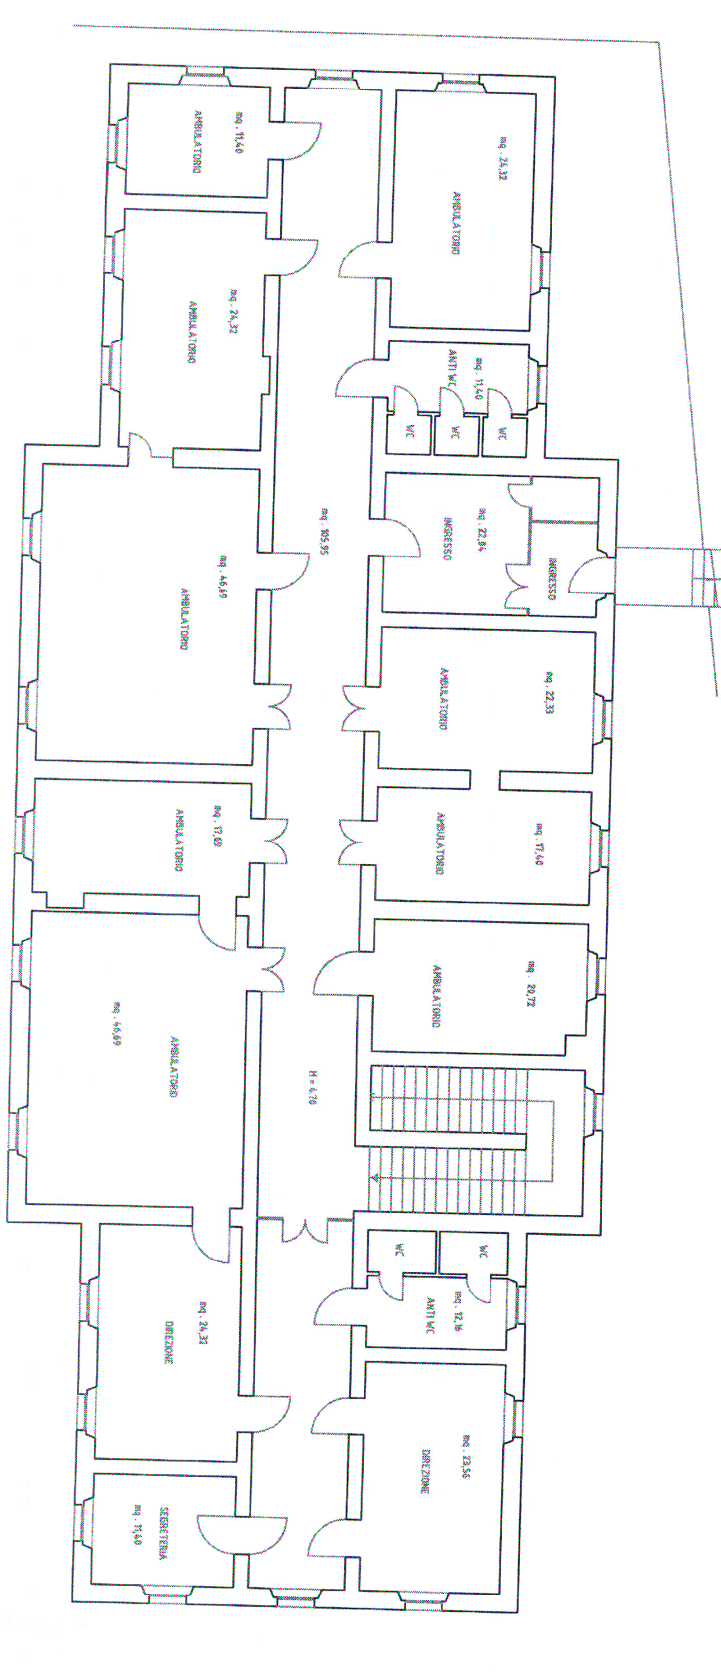 mq . 11,40
AMBULATORIO
mq . 24,32
AMBULATORIO
mq . 24,32
AMBULATORIO
mq . 11,40
ANTI WC
WC
WC
WC
mq . 105,95
mq . 22,84
INGRESSO
INGRESSO
mq . 46,69
AMBULATORIO
mq . 22,33
AMBULATORIO
mq . 17,69
AMBULATORIO
mq . 17,40
AMBULATORIO
mq . 20,72
AMBULATORIO
mq . 46,69
AMBULATORIO
H = 4,70
WC
WC
mq . 12,16
ANTI WC
mq . 24,32
DIREZIONE
mq . 23,56
DIREZIONE
SEGRETERIA
mq . 11,40